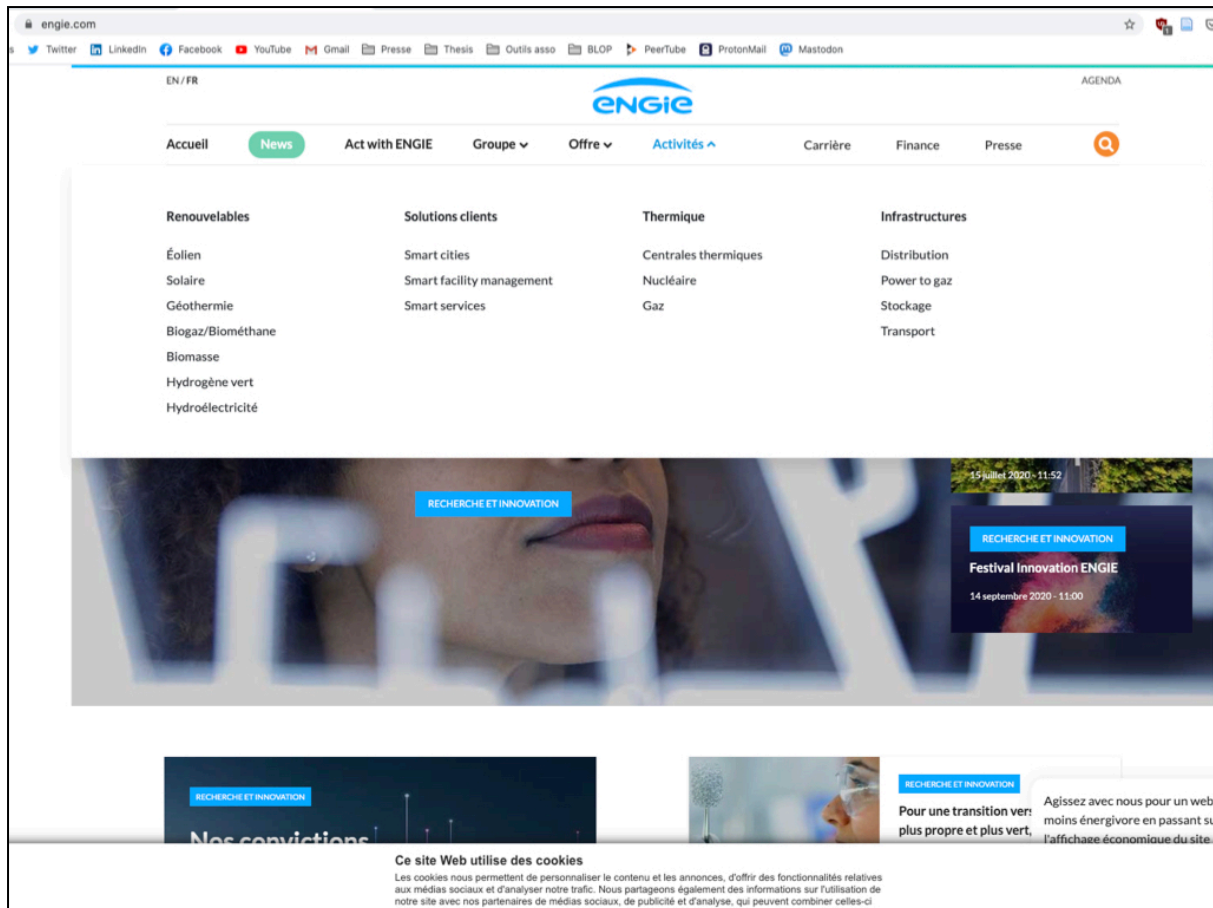 engie.com
s Twitter LinkedIn Facebook YouTube Gmail Presse Thesis Outils asso BLOP PeerTube ProtonMail Mastodon
EN / FR
ENGIE
AGENDA
Accueil News Act with ENGIE Groupe Offre Activités Carrière Finance Presse
Renouvelables
Éolien
Solaire
Géothermie
Biogaz/Biométhane
Biomasse
Hydrogène vert
Hydroélectricité
Solutions clients
Smart cities
Smart facility management
Smart services
Thermique
Centrales thermiques
Nucléaire
Gaz
Infrastructures
Distribution
Power to gaz
Stockage
Transport
RECHERCHE ET INNOVATION
15 juillet 2020 - 11:52
RECHERCHE ET INNOVATION
Festival Innovation ENGIE
14 septembre 2020 - 11:00
RECHERCHE ET INNOVATION
Nos convictions
RECHERCHE ET INNOVATION
Pour une transition vers
plus propre et plus vert,
Agissez avec nous pour un web
moins énergivore en passant su
l'affichage économique du site
Ce site Web utilise des cookies
Les cookies nous permettent de personnaliser le contenu et les annonces, d'offrir des fonctionnalités relatives
aux médias sociaux et d'analyser notre trafic. Nous partageons également des informations sur l'utilisation de
notre site avec nos partenaires de médias sociaux, de publicité et d'analyse, qui peuvent combiner celles-ci